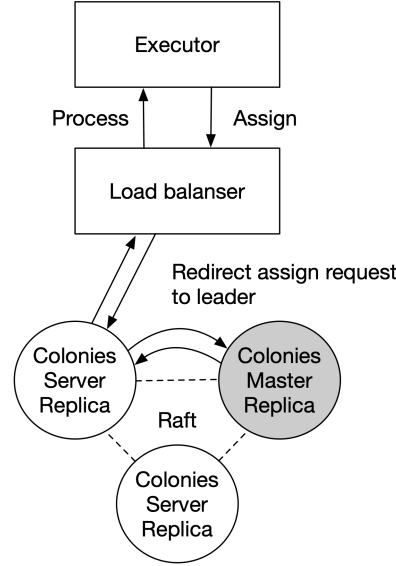 Executor
Process
Assign
Load balanser
Redirect assign request
to leader
Colonies
Server
Replica
Colonies
Master
Replica
Raft
Colonies
Server
Replica